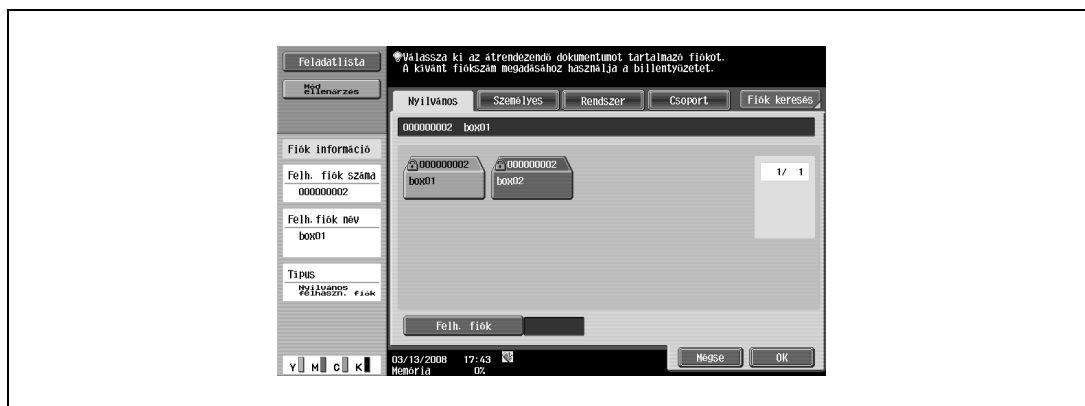 Feladatlista
Mód ellenőrzés
Válassza ki az átrendezendő dokumentumot tartalmazó fiókot.
A kívánt fiókszám megadásához használja a billentyűzetet.
Nyilvános
Személyes
Rendszer
Csoport
Fiók keresés
000000002 box01
Fiók információ
Felh. fiók száma
000000002
Felh.fiók név
box01
Típus
Nyilvános
felhaszn. fiók
000000002
box01
000000002
box02
1/ 1
Felh. fiók
Y M C K
03/13/2008 17:43
Memória 0%
Mégse
OK